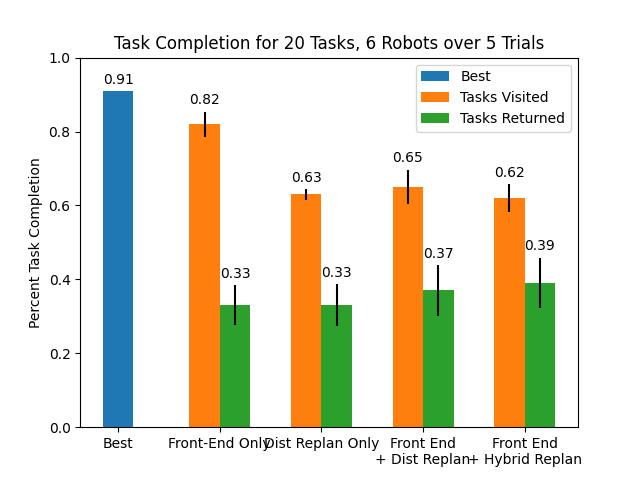 Task Completion for 20 Tasks, 6 Robots over 5 Trials
Percent Task Completion
1.0
0.8
0.6
0.4
0.2
0.0
Best
Tasks Visited
Tasks Returned
0.91
0.82
0.33
0.63
0.33
0.65
0.37
0.62
0.39
Best
Front-End Only
Dist Replan Only
Front End
+ Dist Replan
Front End
+ Hybrid Replan